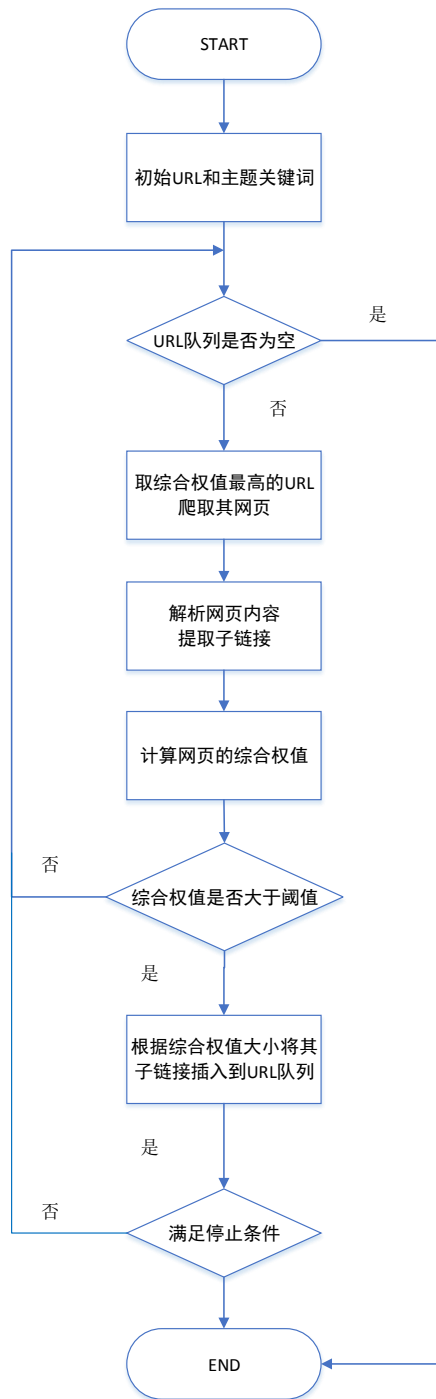 START
初始URL和主题关键词
是
URL队列是否为空
否
取综合权值最高的URL
爬取其网页
解析网页内容
提取子链接
计算网页的综合权值
否
综合权值是否大于阈值
是
根据综合权值大小将其
子链接插入到URL队列
是
否
满足停止条件
END